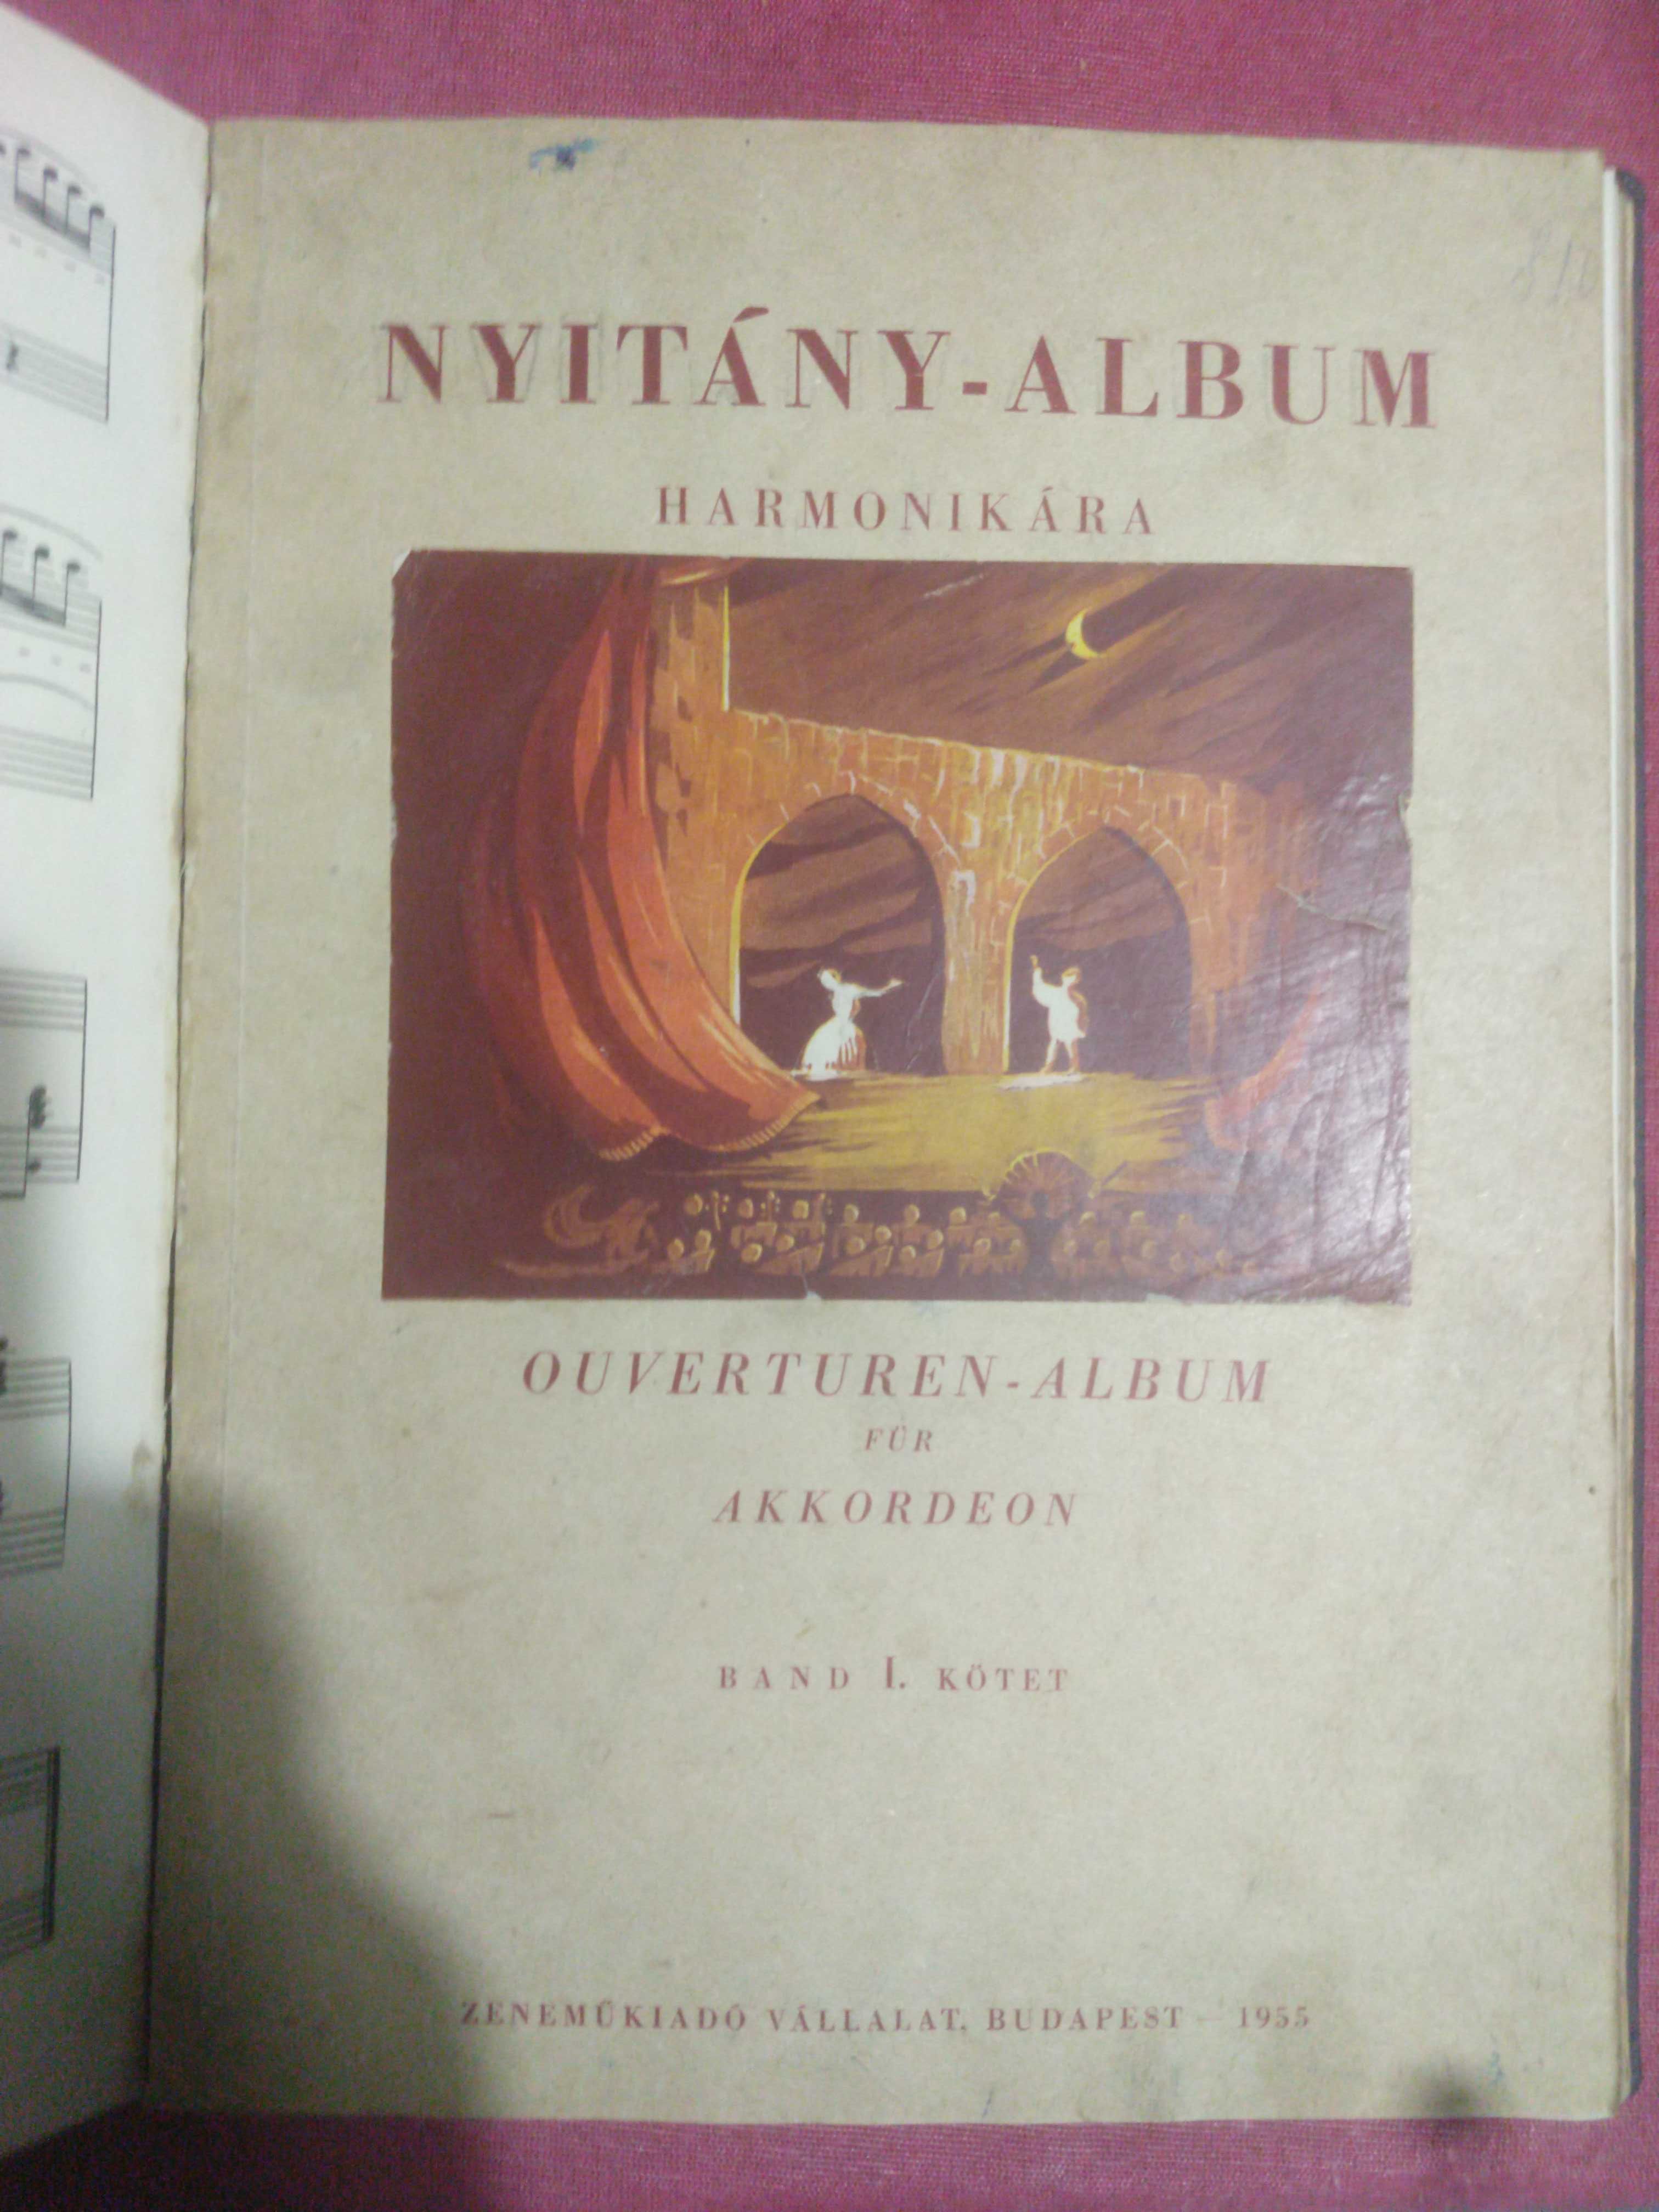 NYITÁNY-ALBUM
HARMONIKÁRA
OUVERTUREN-ALBUM
FÜR
AKKORDEON
BAND I. KÖTET
ZENEMŰKIADÓ VÁLLALAT, BUDAPEST — 1955